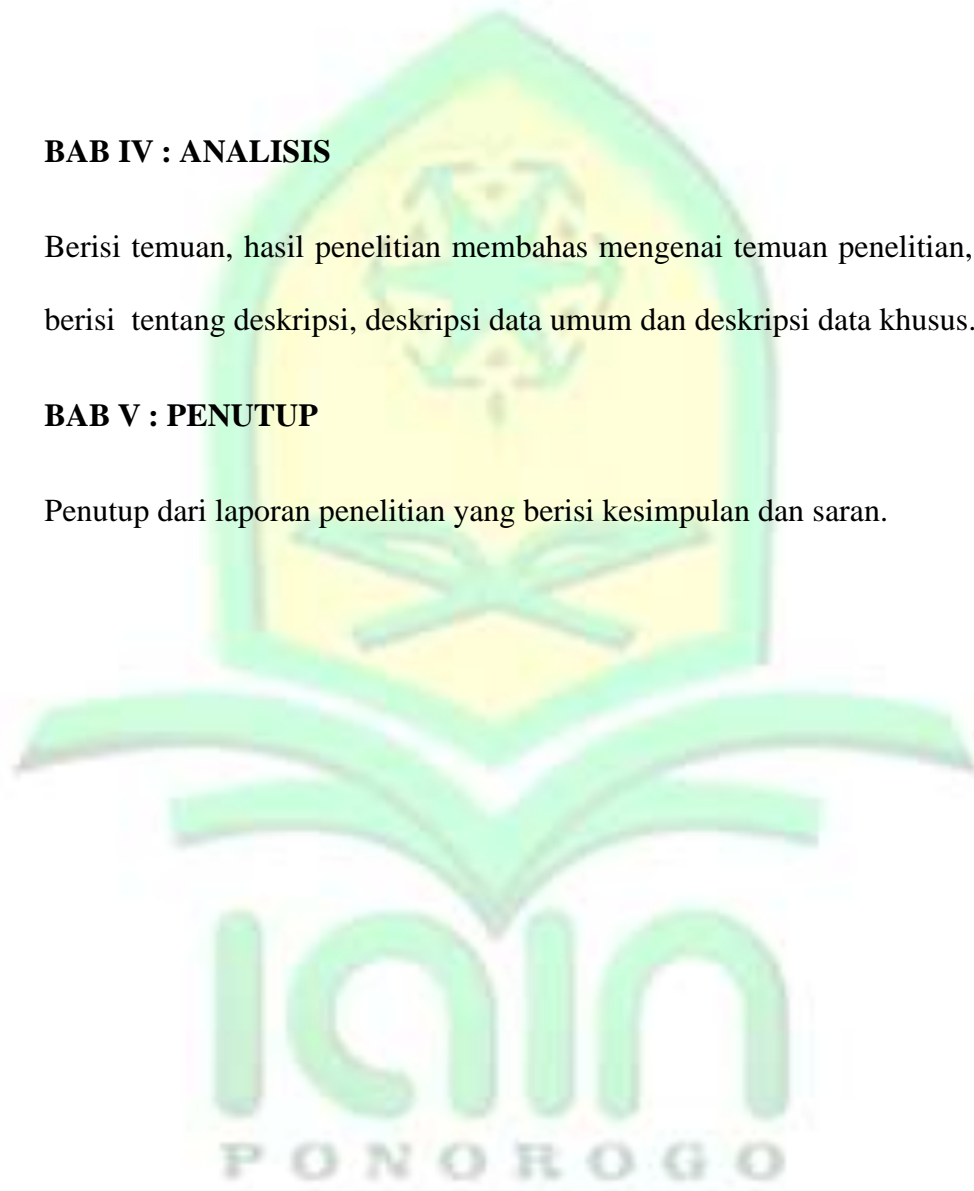 BAB IV : ANALISIS
Berisi temuan, hasil penelitian membahas mengenai temuan penelitian,
berisi tentang deskripsi, deskripsi data umum dan deskripsi data khusus.
BAB V : PENUTUP
Penutup dari laporan penelitian yang berisi kesimpulan dan saran.
iain
PONOROGO